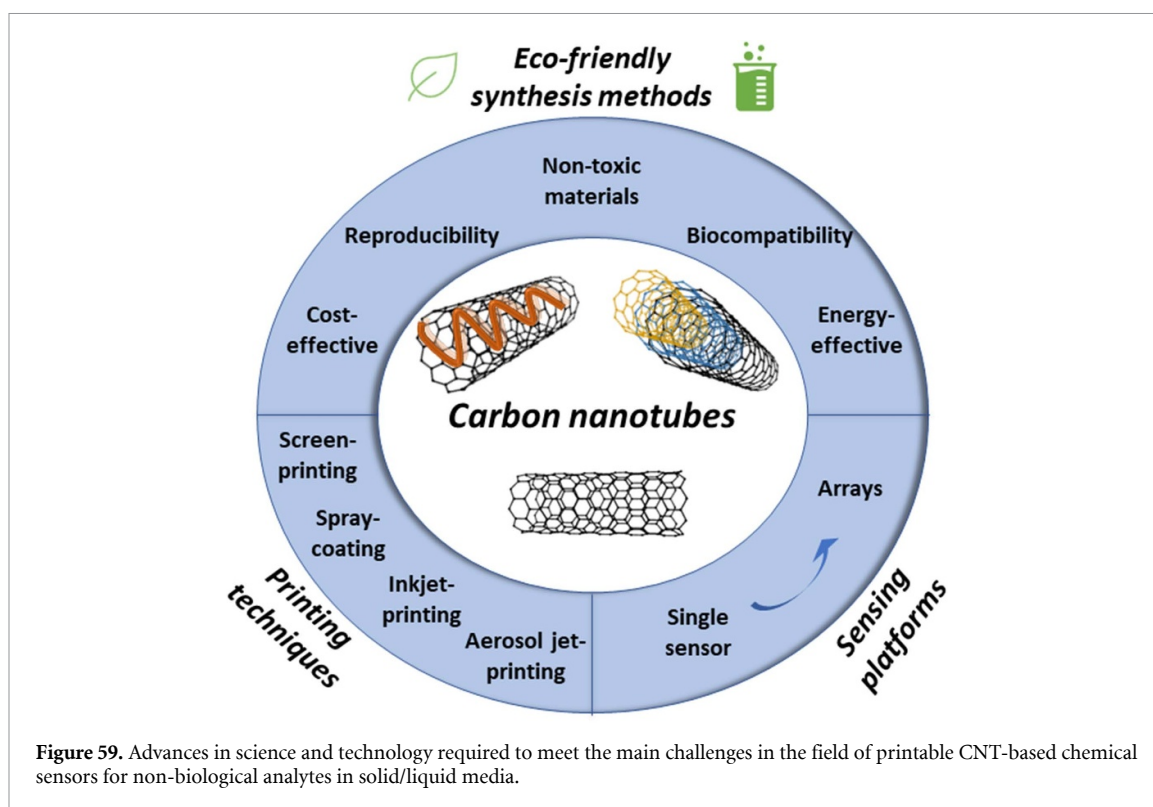 Eco-friendly
synthesis methods
Non-toxic
materials
Reproducibility
Biocompatibility
Cost-
effective
Energy-
effective
Carbon nanotubes
Screen-
printing
Spray-
coating
Inkjet-
printing
Aerosol jet-
printing
Printing
techniques
Arrays
Single
sensor
Sensing
platforms
Figure 59. Advances in science and technology required to meet the main challenges in the field of printable CNT-based chemical
sensors for non-biological analytes in solid/liquid media.